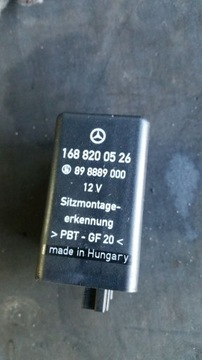 168 820 05 26
89 8889 000
12 V
Sitzmontage-
erkennung
> PBT - GF 20 <
made in Hungary